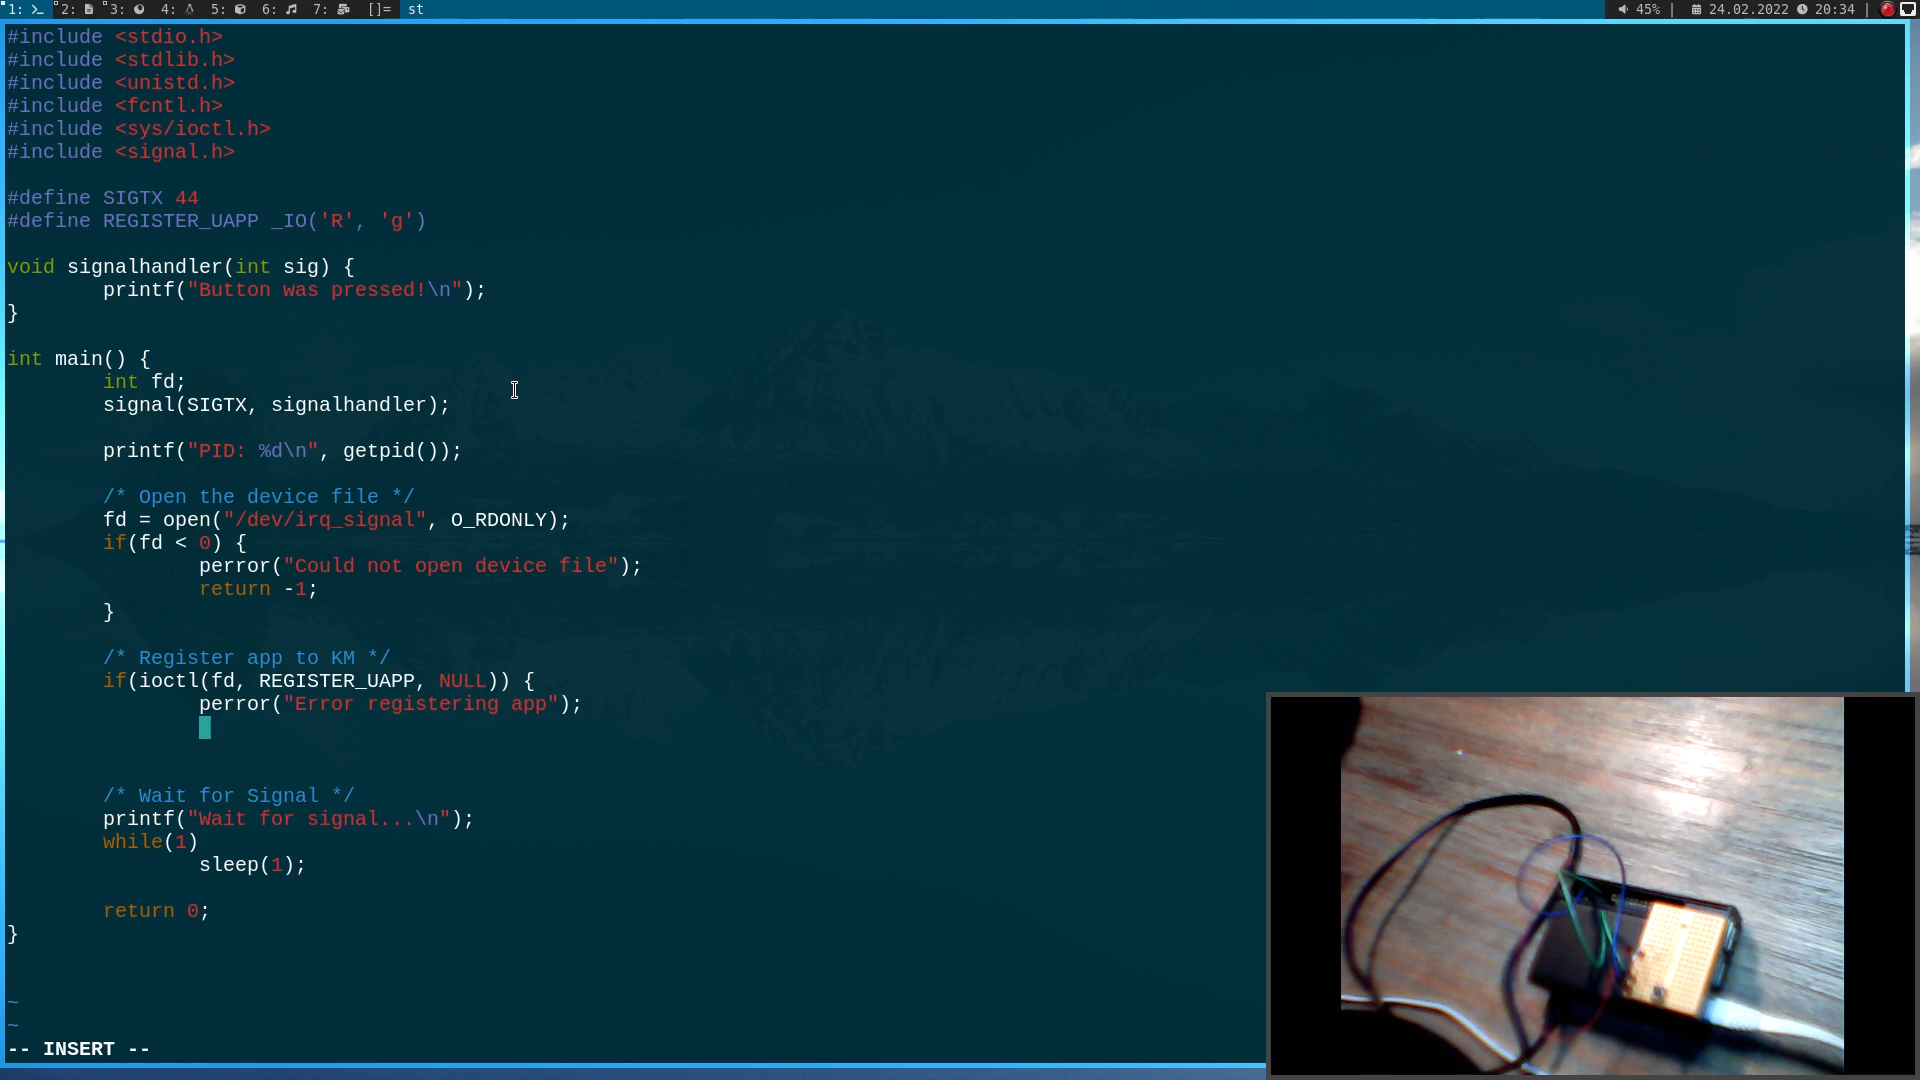 1: 2: 3: 4: 5: 6: 7: []= st 45% | 24.02.2022 20:34 |
#include <stdio.h>
#include <stdlib.h>
#include <unistd.h>
#include <fcntl.h>
#include <sys/ioctl.h>
#include <signal.h>
#define SIGTX 44
#define REGISTER_UAPP _IO('R', 'g')
void signalhandler(int sig) {
printf("Button was pressed!\n");
}
int main() {
int fd;
signal(SIGTX, signalhandler);
printf("PID: %d\n", getpid());
/* Open the device file */
fd = open("/dev/irq_signal", O_RDONLY);
if(fd < 0) {
perror("Could not open device file");
return -1;
}
/* Register app to KM */
if(ioctl(fd, REGISTER_UAPP, NULL)) {
perror("Error registering app");
/* Wait for Signal */
printf("Wait for signal...\n");
while(1)
sleep(1);
return 0;
}
~
~
-- INSERT --